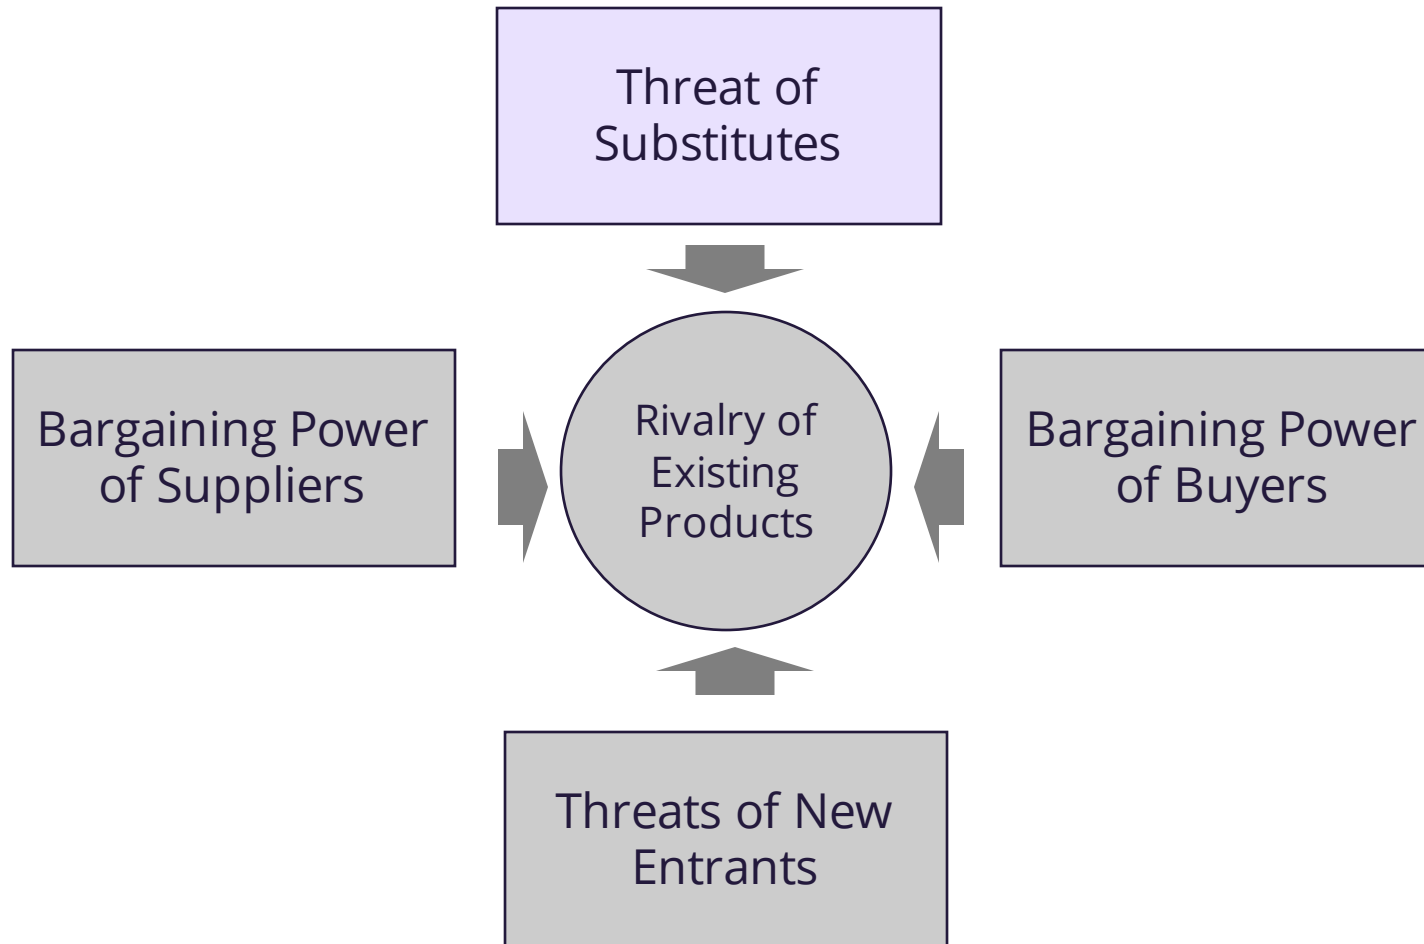 Threat of
Substitutes
Bargaining Power
of Suppliers
Rivalry of
Existing
Products
Bargaining Power
of Buyers
Threats of New
Entrants